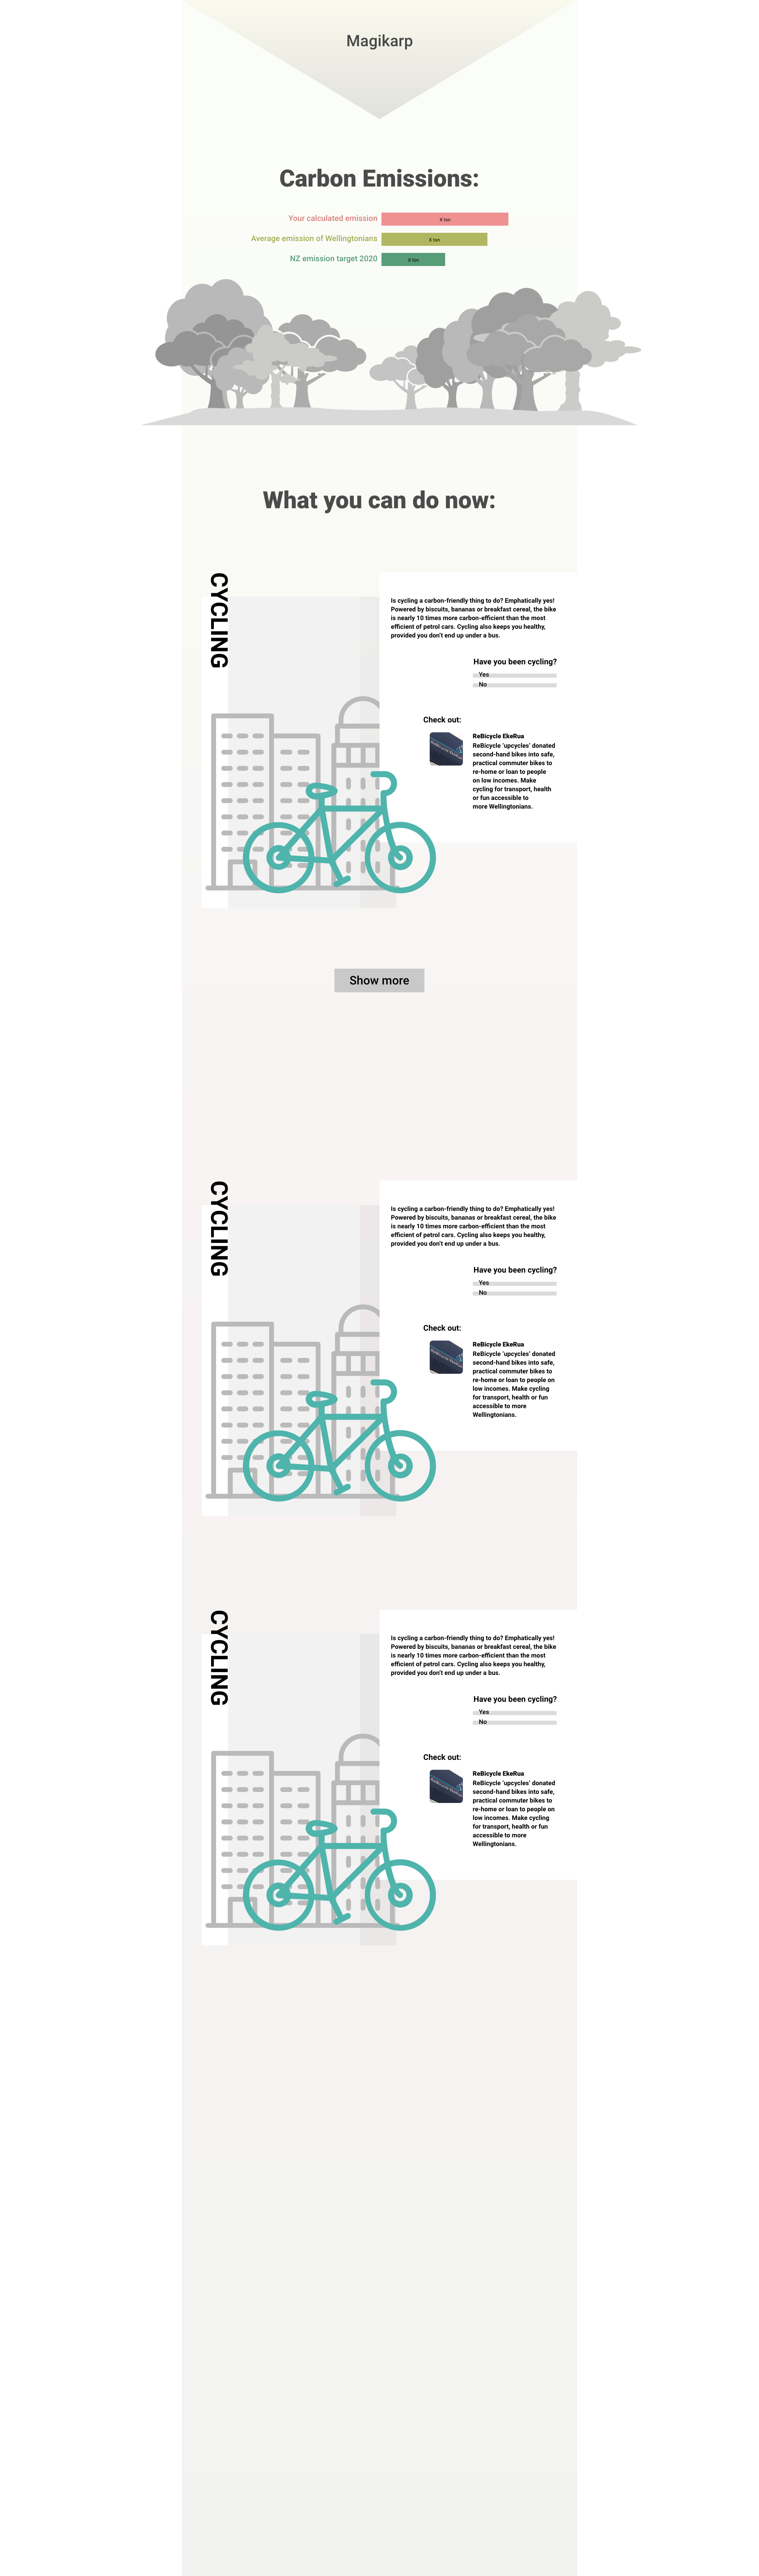 Magikarp
Carbon Emissions:
Your calculated emission
X ton
Average emission of Wellingtonians
X ton
NZ emission target 2020
X ton
What you can do now:
CYCLING
Is cycling a carbon-friendly thing to do? Emphatically yes!
Powered by biscuits, bananas or breakfast cereal, the bike
is nearly 10 times more carbon-efficient than the most
efficient of petrol cars. Cycling also keeps you healthy,
provided you don't end up under a bus.
Have you been cycling?
Yes
No
Check out:
ReBicycle EkeRua
ReBicycle 'upcycles' donated
second-hand bikes into safe,
practical commuter bikes to
re-home or loan to people
on low incomes. Make
cycling for transport, health
or fun accessible to
more Wellingtonians.
Show more
CYCLING
Is cycling a carbon-friendly thing to do? Emphatically yes!
Powered by biscuits, bananas or breakfast cereal, the bike
is nearly 10 times more carbon-efficient than the most
efficient of petrol cars. Cycling also keeps you healthy,
provided you don't end up under a bus.
Have you been cycling?
Yes
No
Check out:
ReBicycle EkeRua
ReBicycle 'upcycles' donated
second-hand bikes into safe,
practical commuter bikes to
re-home or loan to people on
low incomes. Make cycling
for transport, health or fun
accessible to more
Wellingtonians.
CYCLING
Is cycling a carbon-friendly thing to do? Emphatically yes!
Powered by biscuits, bananas or breakfast cereal, the bike
is nearly 10 times more carbon-efficient than the most
efficient of petrol cars. Cycling also keeps you healthy,
provided you don't end up under a bus.
Have you been cycling?
Yes
No
Check out:
ReBicycle EkeRua
ReBicycle 'upcycles' donated
second-hand bikes into safe,
practical commuter bikes to
re-home or loan to people on
low incomes. Make cycling
for transport, health or fun
accessible to more
Wellingtonians.